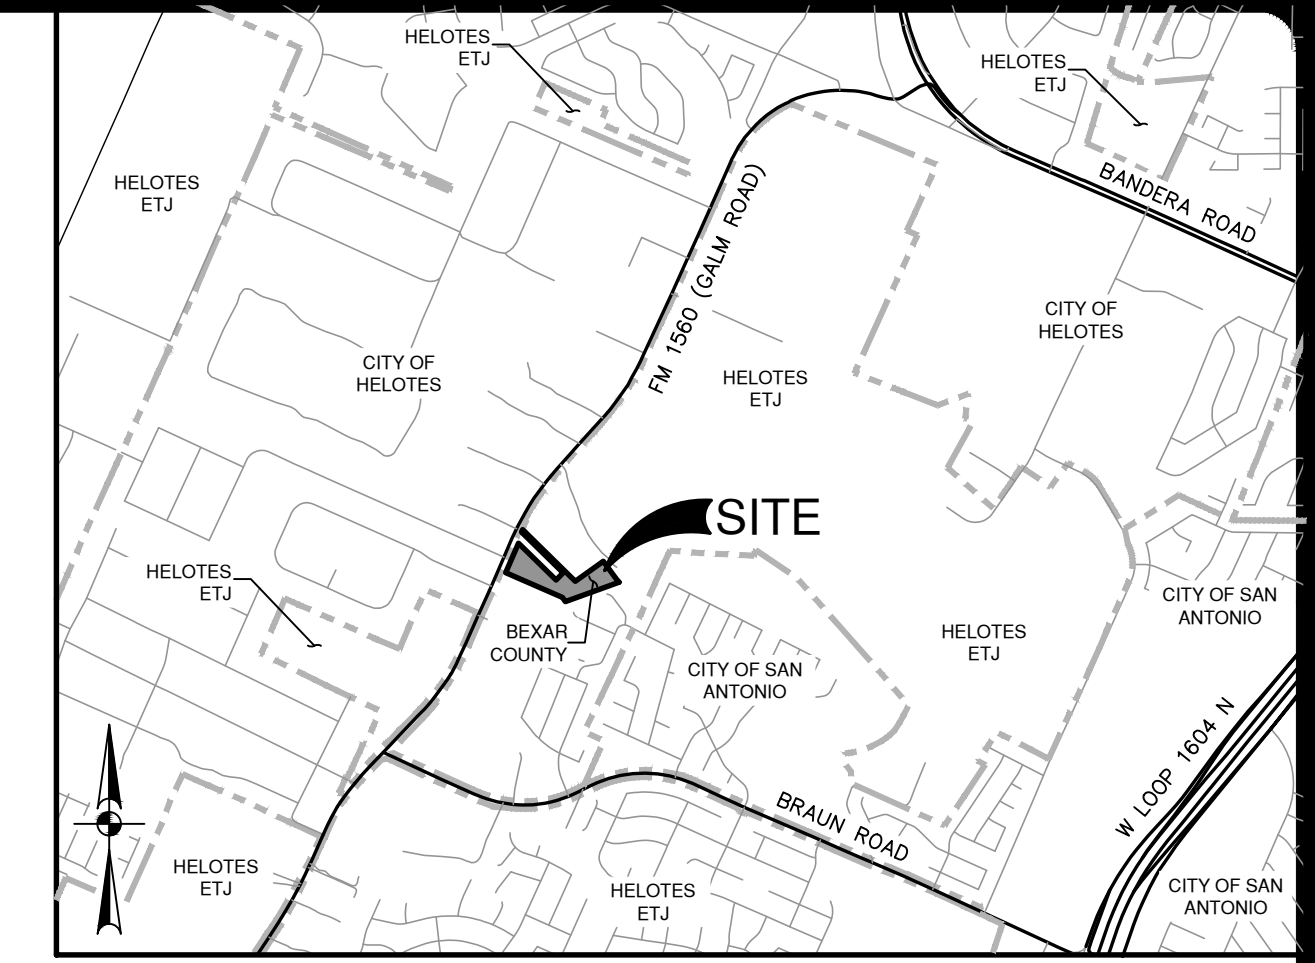 HELOTES
ETJ
HELOTES
ETJ
HELOTES
ETJ
BANDERA ROAD
FM 1560 (GALM ROAD)
CITY OF
HELOTES
CITY OF
HELOTES
HELOTES
ETJ
SITE
HELOTES
ETJ
CITY OF SAN
ANTONIO
BEXAR
COUNTY
HELOTES
ETJ
CITY OF SAN
ANTONIO
W LOOP 1604 N
BRAUN ROAD
HELOTES
ETJ
HELOTES
ETJ
CITY OF SAN
ANTONIO